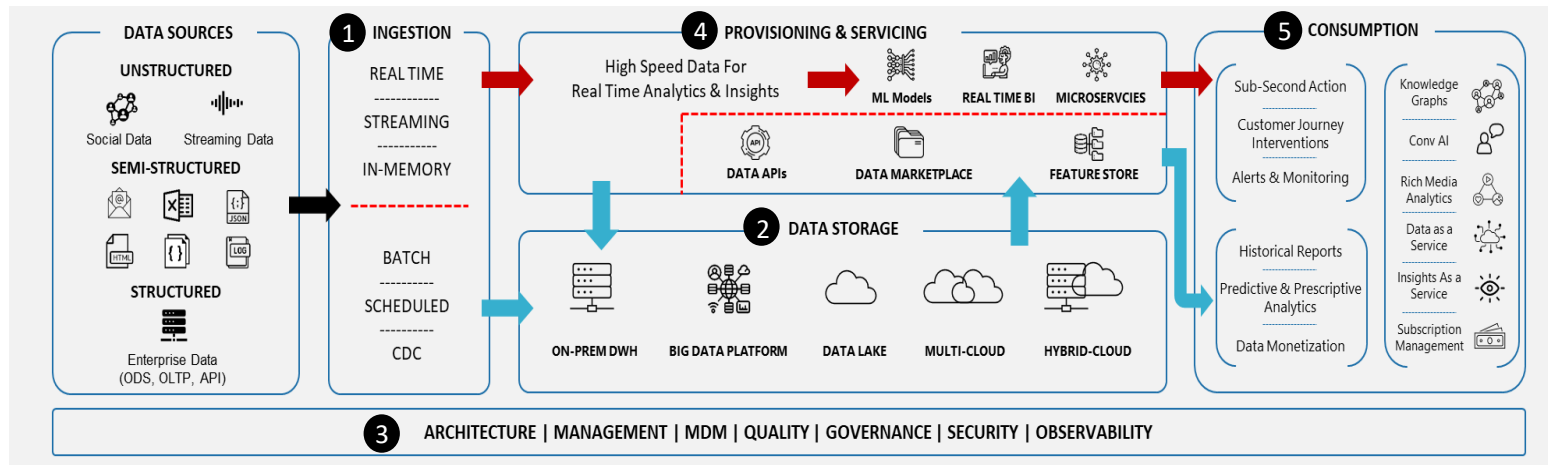 DATA SOURCES
UNSTRUCTURED
Social Data
Streaming Data
SEMI-STRUCTURED
@
X
{;}
JSON
HTML
{ }
LOG
STRUCTURED
Enterprise Data
(ODS, OLTP, API)
1 INGESTION
REAL TIME
------------
STREAMING
------------
IN-MEMORY
BATCH
----------
SCHEDULED
----------
CDC
4 PROVISIONING & SERVICING
High Speed Data For
Real Time Analytics & Insights
ML Models
REAL TIME BI
MICROSERVCIES
API
DATA APIs
DATA MARKETPLACE
FEATURE STORE
2 DATA STORAGE
ON-PREM DWH
BIG DATA PLATFORM
DATA LAKE
MULTI-CLOUD
HYBRID-CLOUD
5 CONSUMPTION
Sub-Second Action
Customer Journey
Interventions
Alerts & Monitoring
Historical Reports
Predictive & Prescriptive
Analytics
Data Monetization
Knowledge
Graphs
Conv AI
Rich Media
Analytics
Data as a
Service
Insights As a
Service
Subscription
Management
3 ARCHITECTURE | MANAGEMENT | MDM | QUALITY | GOVERNANCE | SECURITY | OBSERVABILITY